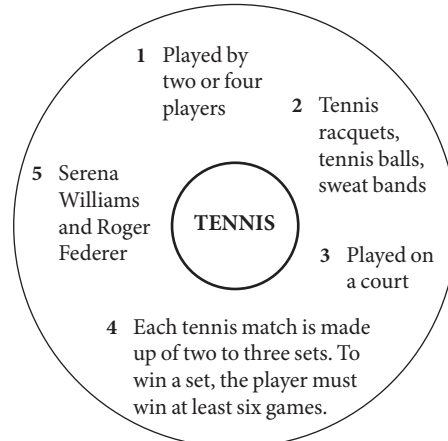 1 Played by
two or four
players
2 Tennis
racquets,
tennis balls,
sweat bands
5 Serena
Williams
and Roger
Federer
TENNIS
3 Played on
a court
4 Each tennis match is made
up of two to three sets. To
win a set, the player must
win at least six games.